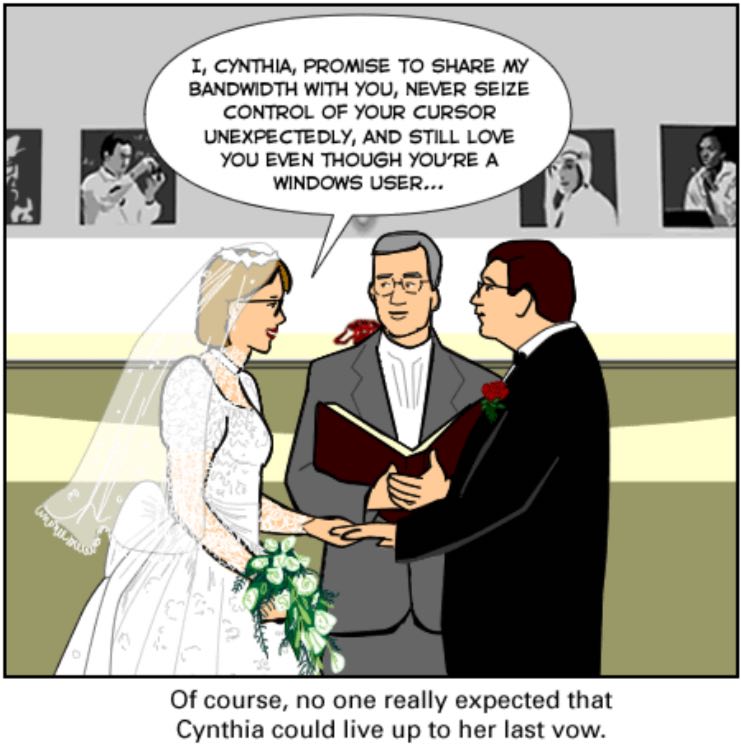 I, CYNTHIA, PROMISE TO SHARE MY
BANDWIDTH WITH YOU, NEVER SEIZE
CONTROL OF YOUR CURSOR
UNEXPECTEDLY, AND STILL LOVE
YOU EVEN THOUGH YOU'RE A
WINDOWS USER...
Of course, no one really expected that
Cynthia could live up to her last vow.